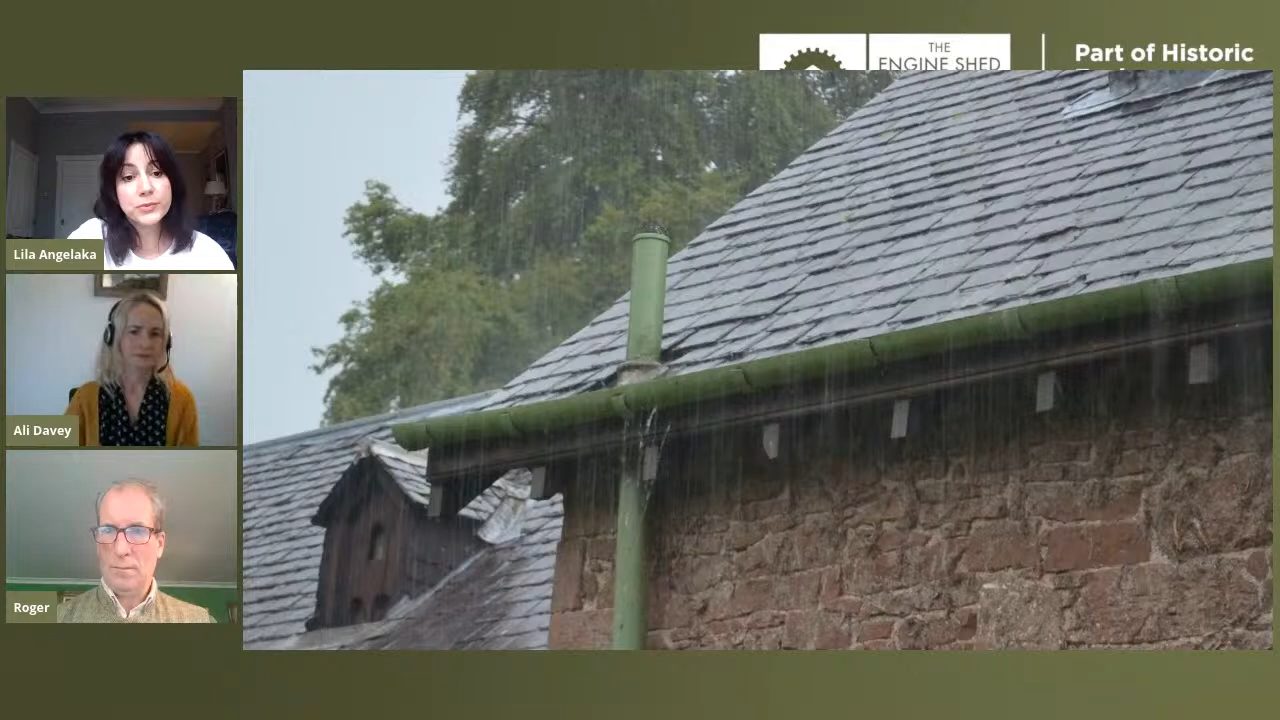 THE
ENGINE SHED
Part of Historic
Lila Angelaka
Ali Davey
Roger